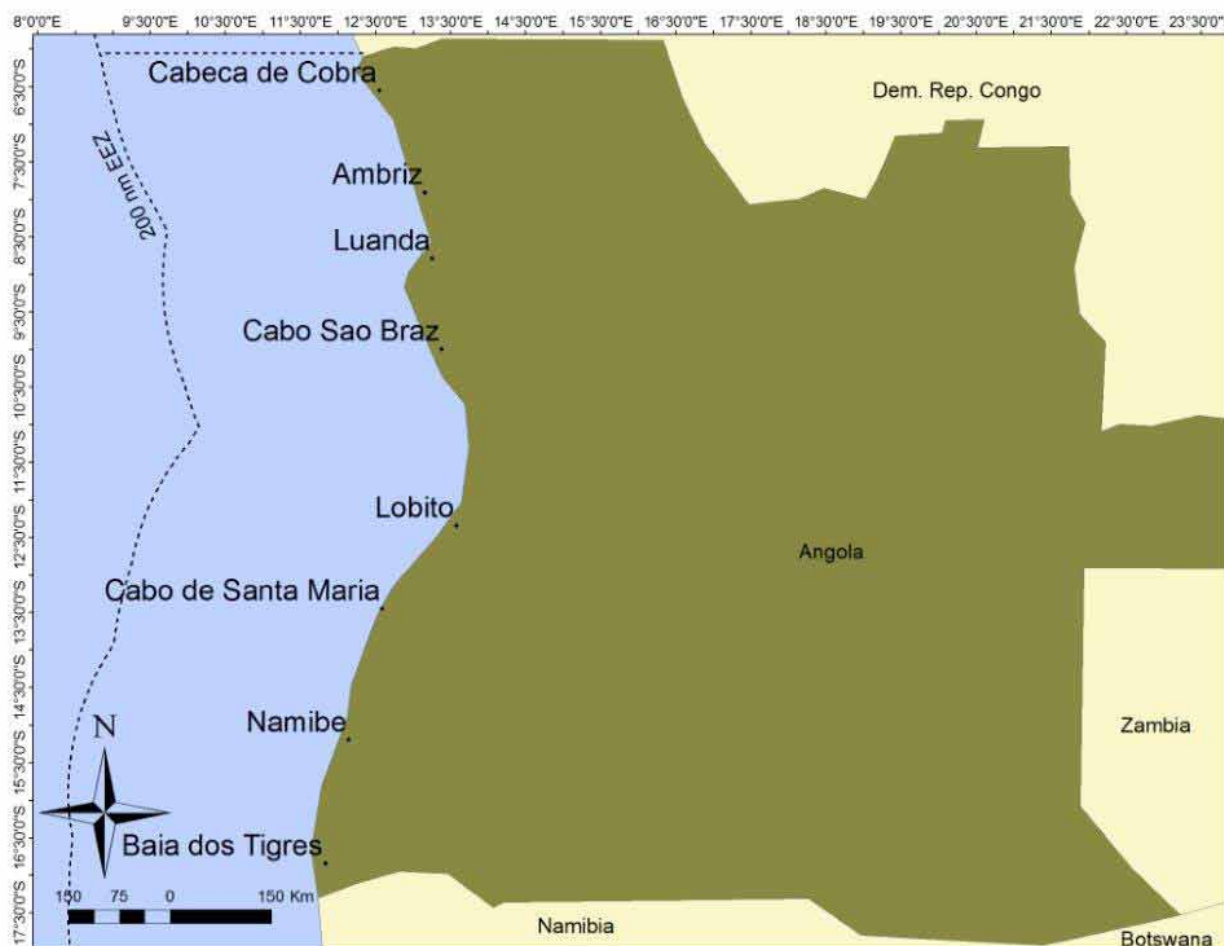 8°00'E 9°30'0"E 10°30'0"E 11°30'0"E 12°30'0"E 13°30'0"E 14°30'0"E 15°30'0"E 16°30'0"E 17°30'0"E 18°30'0"E 19°30'0"E 20°30'0"E 21°30'0"E 22°30'0"E 23°30'0"E
6°30'0"S
7°30'0"S
8°30'0"S
9°30'0"S
10°30'0"S
11°30'0"S
12°30'0"S
13°30'0"S
14°30'0"S
15°30'0"S
16°30'0"S
17°30'0"S
Cabeca de Cobra
Dem. Rep. Congo
200 nm EEZ
Ambriz
Luanda
Cabo Sao Braz
Lobito
Angola
Cabo de Santa Maria
Namibe
Zambia
N
Baia dos Tigres
150 75 0 150 Km
Namibia
Botswana